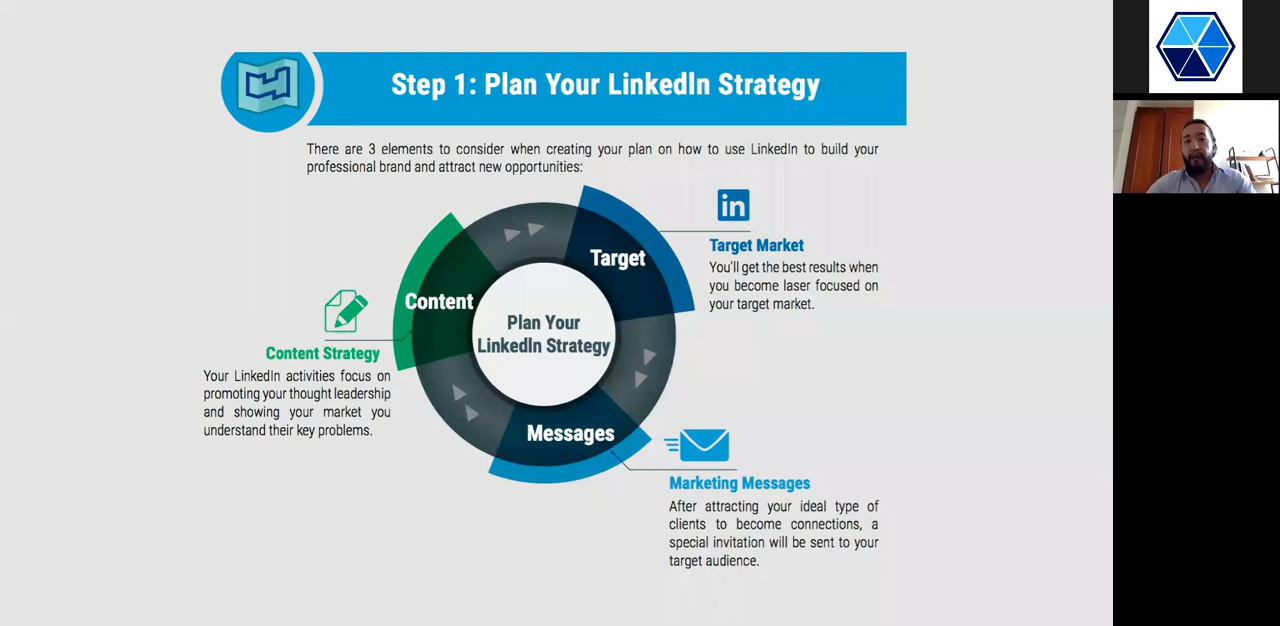 Step 1: Plan Your LinkedIn Strategy
There are 3 elements to consider when creating your plan on how to use LinkedIn to build your
professional brand and attract new opportunities:
in
Target
Target Market
You'll get the best results when
you become laser focused on
your target market.
Content
Plan Your
LinkedIn Strategy
Content Strategy
Your LinkedIn activities focus on
promoting your thought leadership
and showing your market you
understand their key problems.
Messages
Marketing Messages
After attracting your ideal type of
clients to become connections, a
special invitation will be sent to your
target audience.